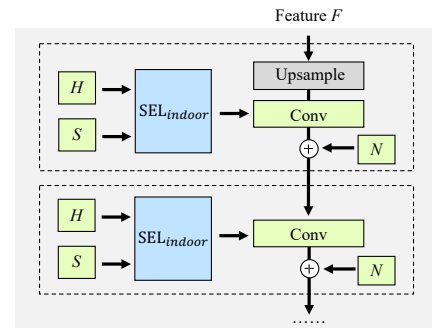 Feature F
Upsample
H
SELindoor
Conv
S
N
H
SELindoor
Conv
S
N
......